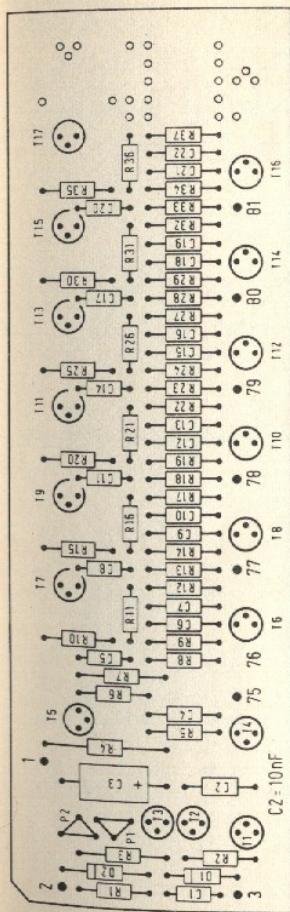 T17
R37
C22
R36
C21
T16
R35
R34
C20
R33
81
T15
R32
C19
R31
C18
T14
R30
R29
C17
R28
80
T13
R27
C16
R26
C15
T12
R25
R24
C14
R23
79
T11
R22
C13
R21
C12
T10
R20
R19
C11
R18
78
T9
R17
C10
R16
C9
T8
R15
R14
C8
R13
77
T7
R12
C7
R11
C6
T6
R10
R9
C5
R8
76
R7
R6
75
T5
C4
R5
T4
R4
1
C3
+
C2
C2=10nF
P2
P1
T3
T2
T1
R3
R2
D2
D1
2
R1
C1
3